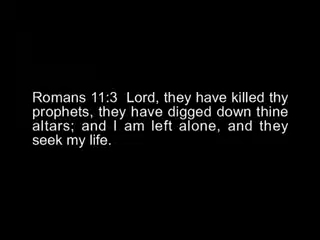 Romans 11:3  Lord, they have killed thy
prophets, they have digged down thine
altars; and I am left alone, and they
seek my life.